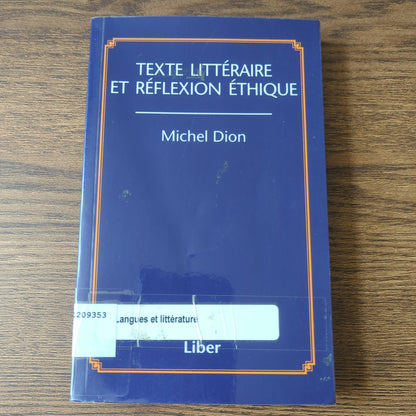 TEXTE LITTÉRAIRE
ET RÉFLEXION ÉTHIQUE
Michel Dion
209353
Langues et littérature
Liber